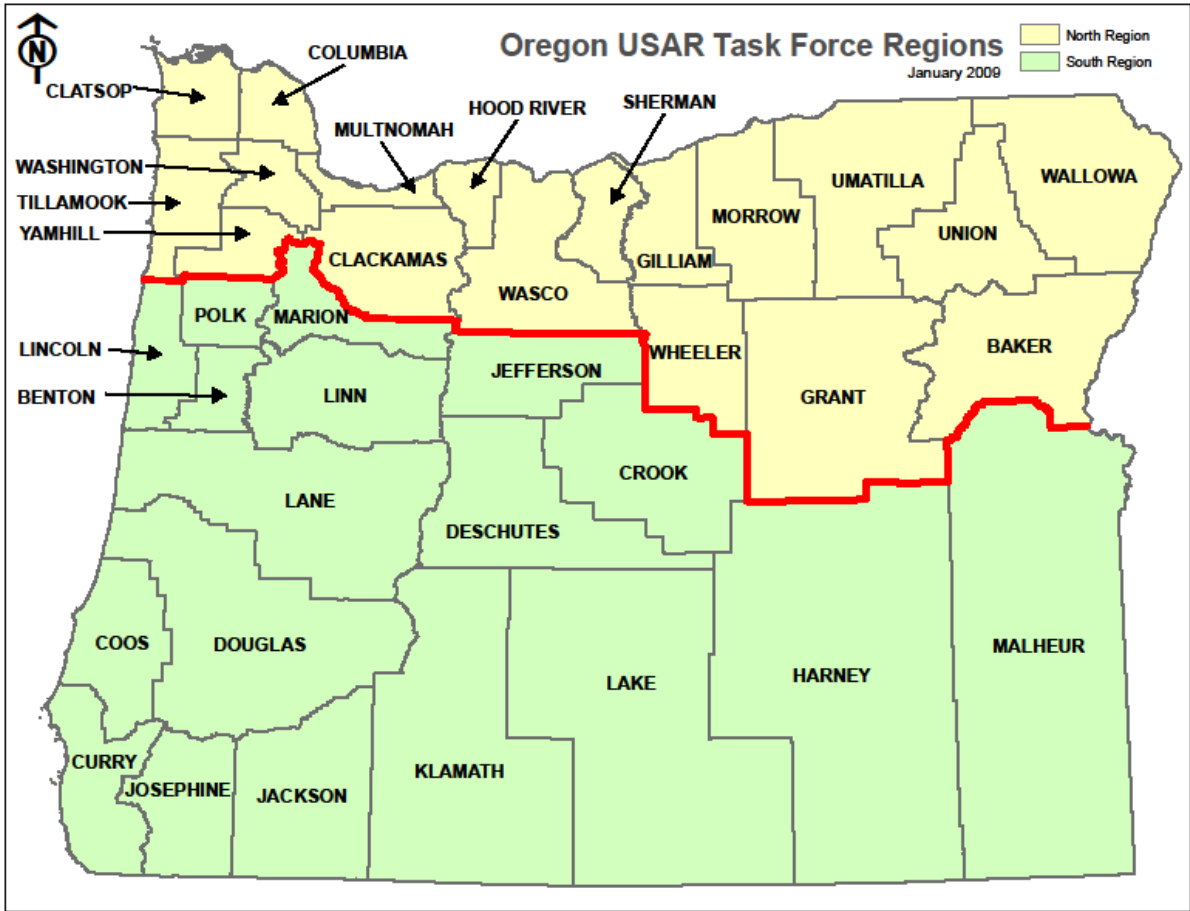 Oregon USAR Task Force Regions
January 2009
North Region
South Region
N
COLUMBIA
CLATSOP
HOOD RIVER
SHERMAN
MULTNOMAH
WASHINGTON
TILLAMOOK
YAMHILL
CLACKAMAS
WASCO
GILLIAM
MORROW
UMATILLA
UNION
WALLOWA
POLK
MARION
LINCOLN
BENTON
LINN
JEFFERSON
WHEELER
GRANT
BAKER
LANE
DESCHUTES
CROOK
COOS
DOUGLAS
LAKE
HARNEY
MALHEUR
CURRY
JOSEPHINE
JACKSON
KLAMATH